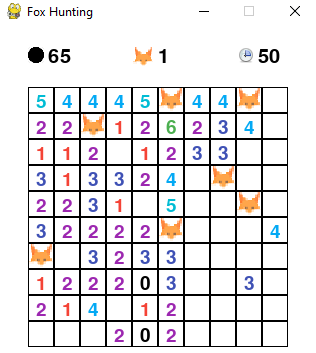 Fox Hunting
65 1 50
5 4 4 4 5 4 4
2 2 1 2 6 2 3 4
1 1 2 1 2 3 3
3 1 3 3 2 4
2 2 3 1 5
3 2 2 2 2 4
3 2 3 3
1 2 2 2 0 3 3
2 1 4 1 2
2 0 2